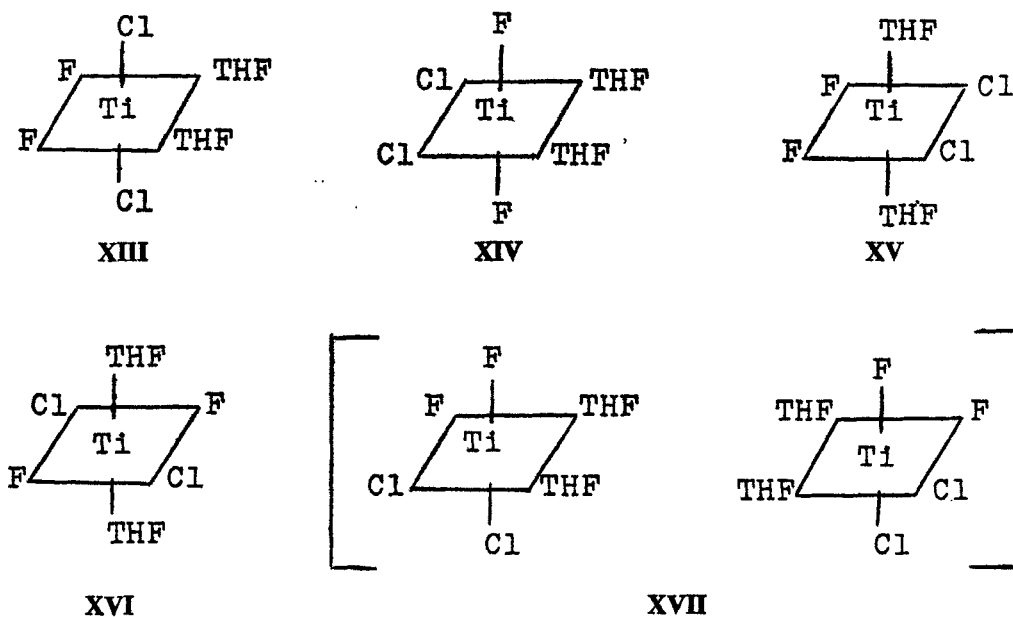 Cl
F THF
Ti
F THF
Cl
XIII
F
Cl THF
Ti
Cl THF
F
XIV
THF
F Cl
Ti
F Cl
THF
XV
THF
Cl F
Ti
F Cl
THF
XVI
F
F THF
Ti
Cl THF
Cl
F
THF F
Ti
THF Cl
Cl
XVII